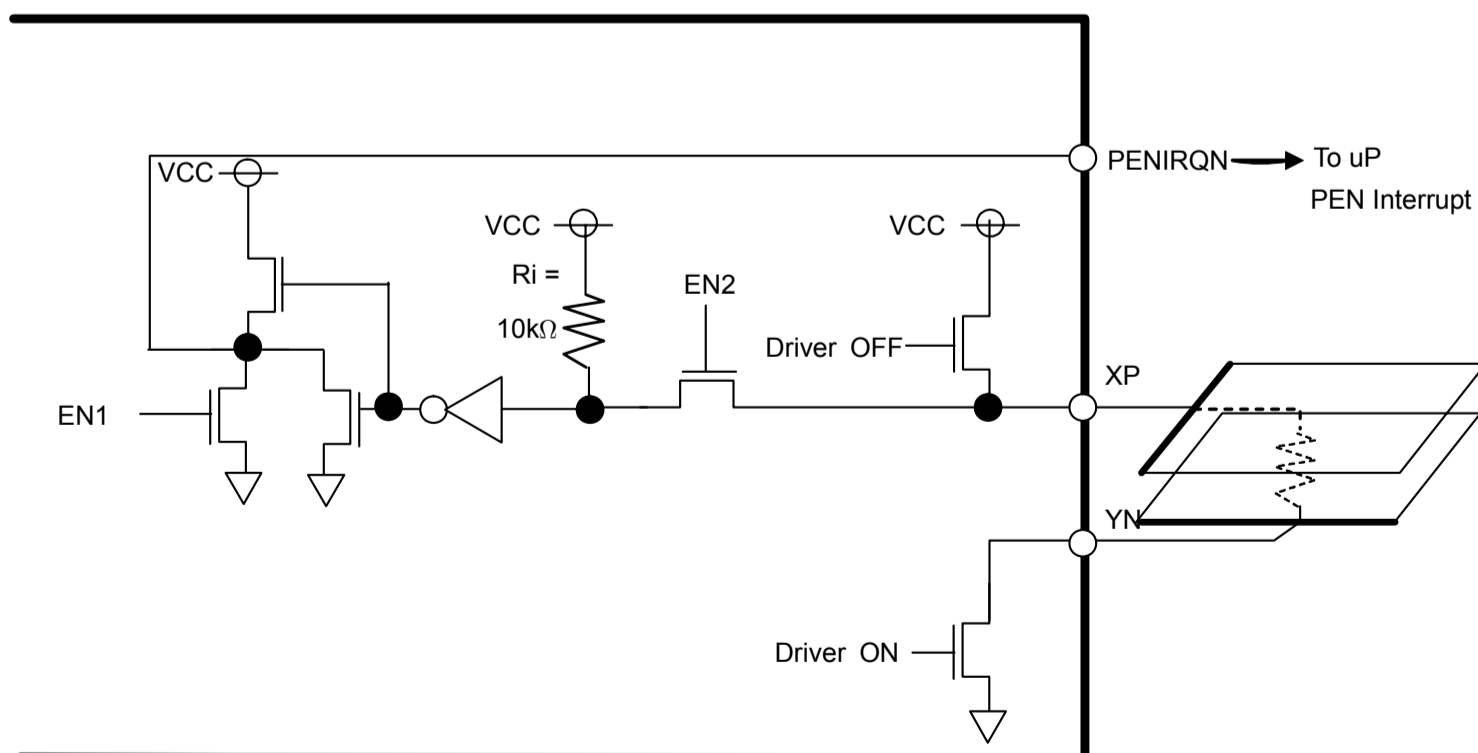 PENIRQN
To uP
PEN Interrupt
VCC
VCC
VCC
Ri =
10kΩ
EN2
Driver OFF
XP
EN1
YN
Driver ON